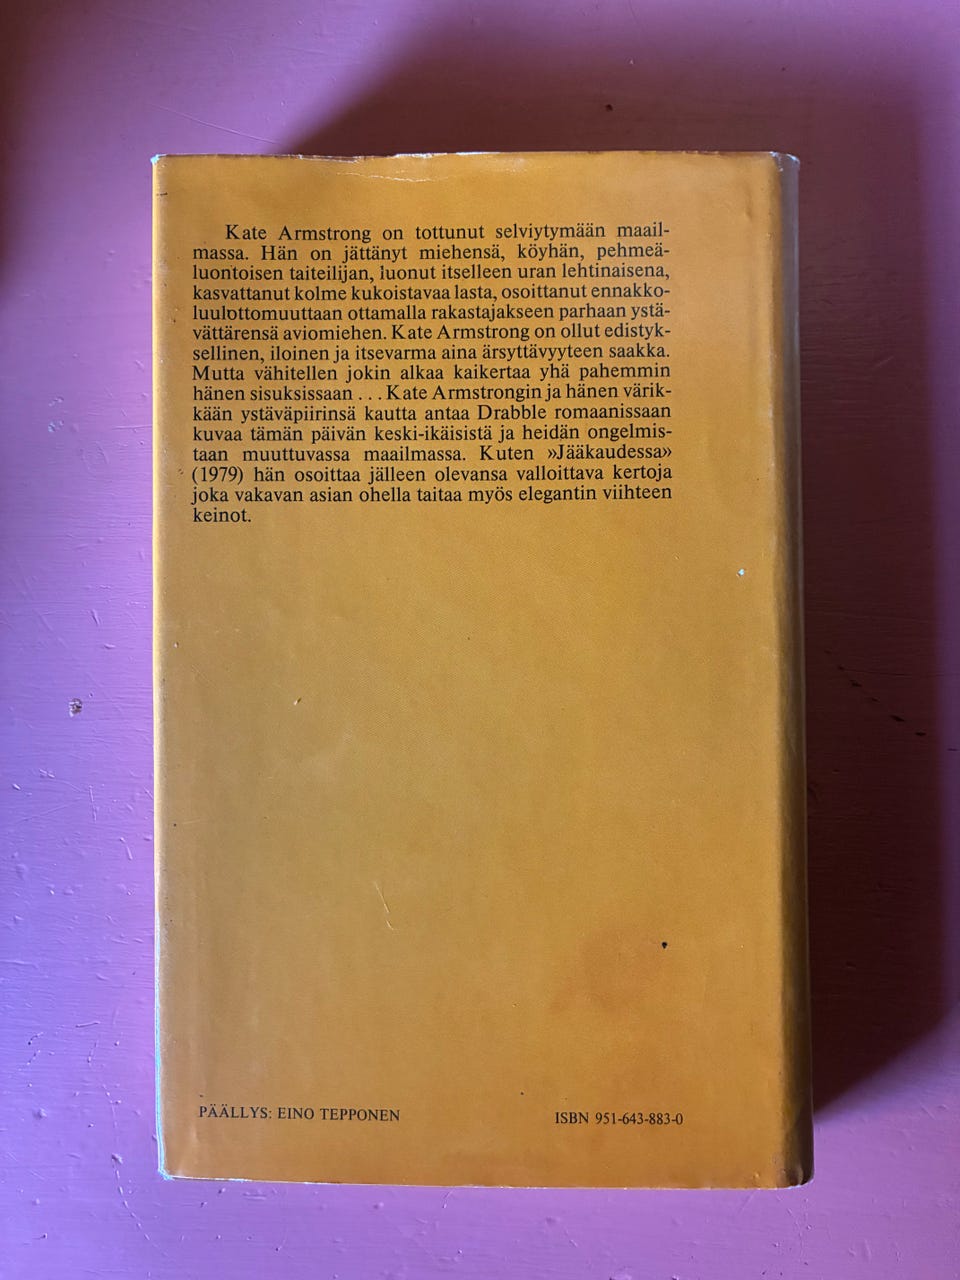 Kate Armstrong on tottunut selviytymään maail-
massa. Hän on jättänyt miehensä, köyhän, pehmeä-
luontoisen taiteilijan, luonut itselleen uran lehtinaisena,
kasvattanut kolme kukoistavaa lasta, osoittanut ennakko-
luulottomuuttaan ottamalla rakastajakseen parhaan ystä-
vättärensä aviomiehen. Kate Armstrong on ollut edistyk-
sellinen, iloinen ja itsevarma aina ärsyttävyyteen saakka.
Mutta vähitellen jokin alkaa kaikertaa yhä pahemmin
hänen sisuksissaan . . . Kate Armstrongin ja hänen värik-
kään ystäväpiirinsä kautta antaa Drabble romaanissaan
kuvaa tämän päivän keski-ikäisistä ja heidän ongelmis-
taan muuttuvassa maailmassa. Kuten »Jääkaudessa»
(1979) hän osoittaa jälleen olevansa valloittava kertoja
joka vakavan asian ohella taitaa myös elegantin viihteen
keinot.
PÄÄLLYS: EINO TEPPONEN
ISBN 951-643-883-0